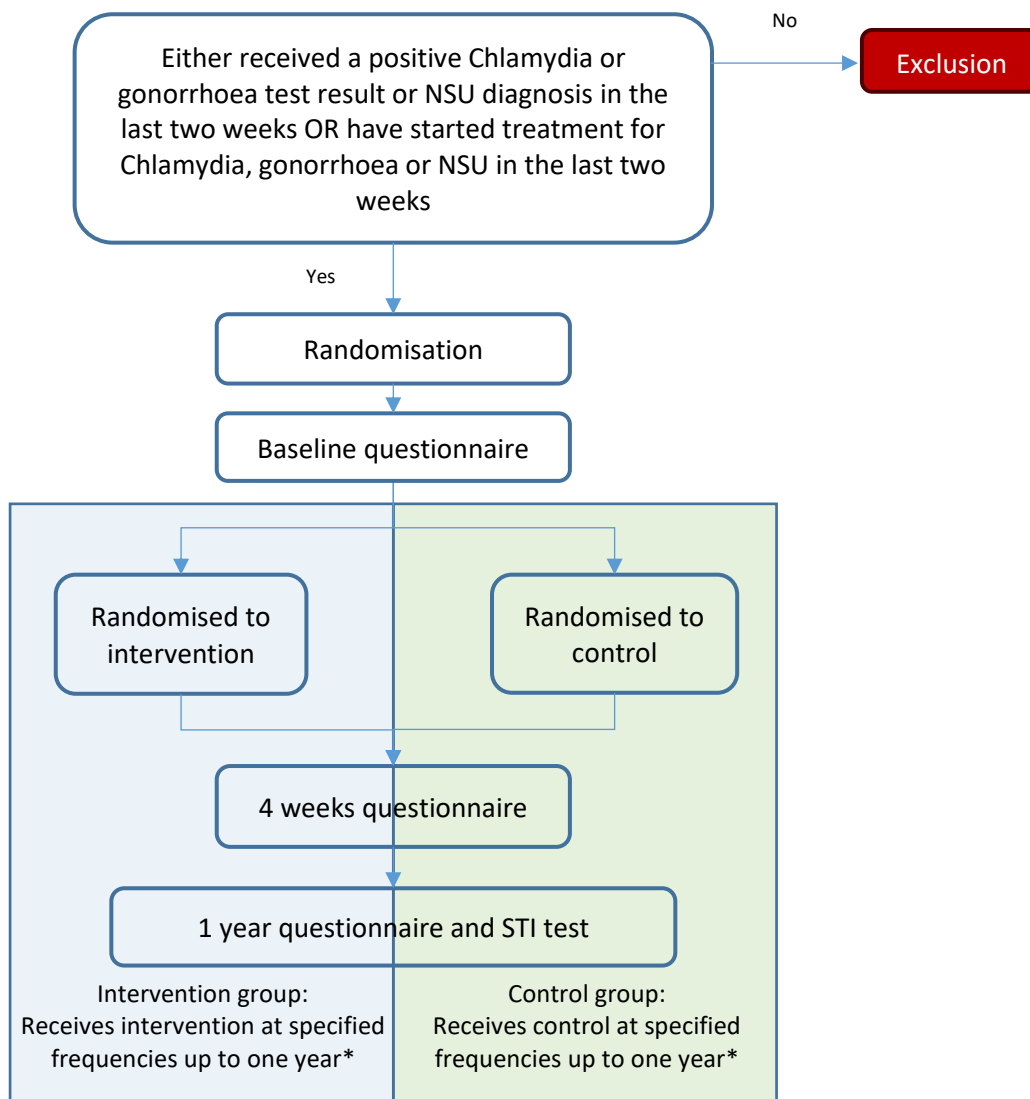 No
Either received a positive Chlamydia or
gonorrhoea test result or NSU diagnosis in the
last two weeks OR have started treatment for
Chlamydia, gonorrhoea or NSU in the last two
weeks
Exclusion
Yes
Randomisation
Baseline questionnaire
Randomised to
intervention
Randomised to
control
4 weeks questionnaire
1 year questionnaire and STI test
Intervention group:
Receives intervention at specified
frequencies up to one year*
Control group:
Receives control at specified
frequencies up to one year*